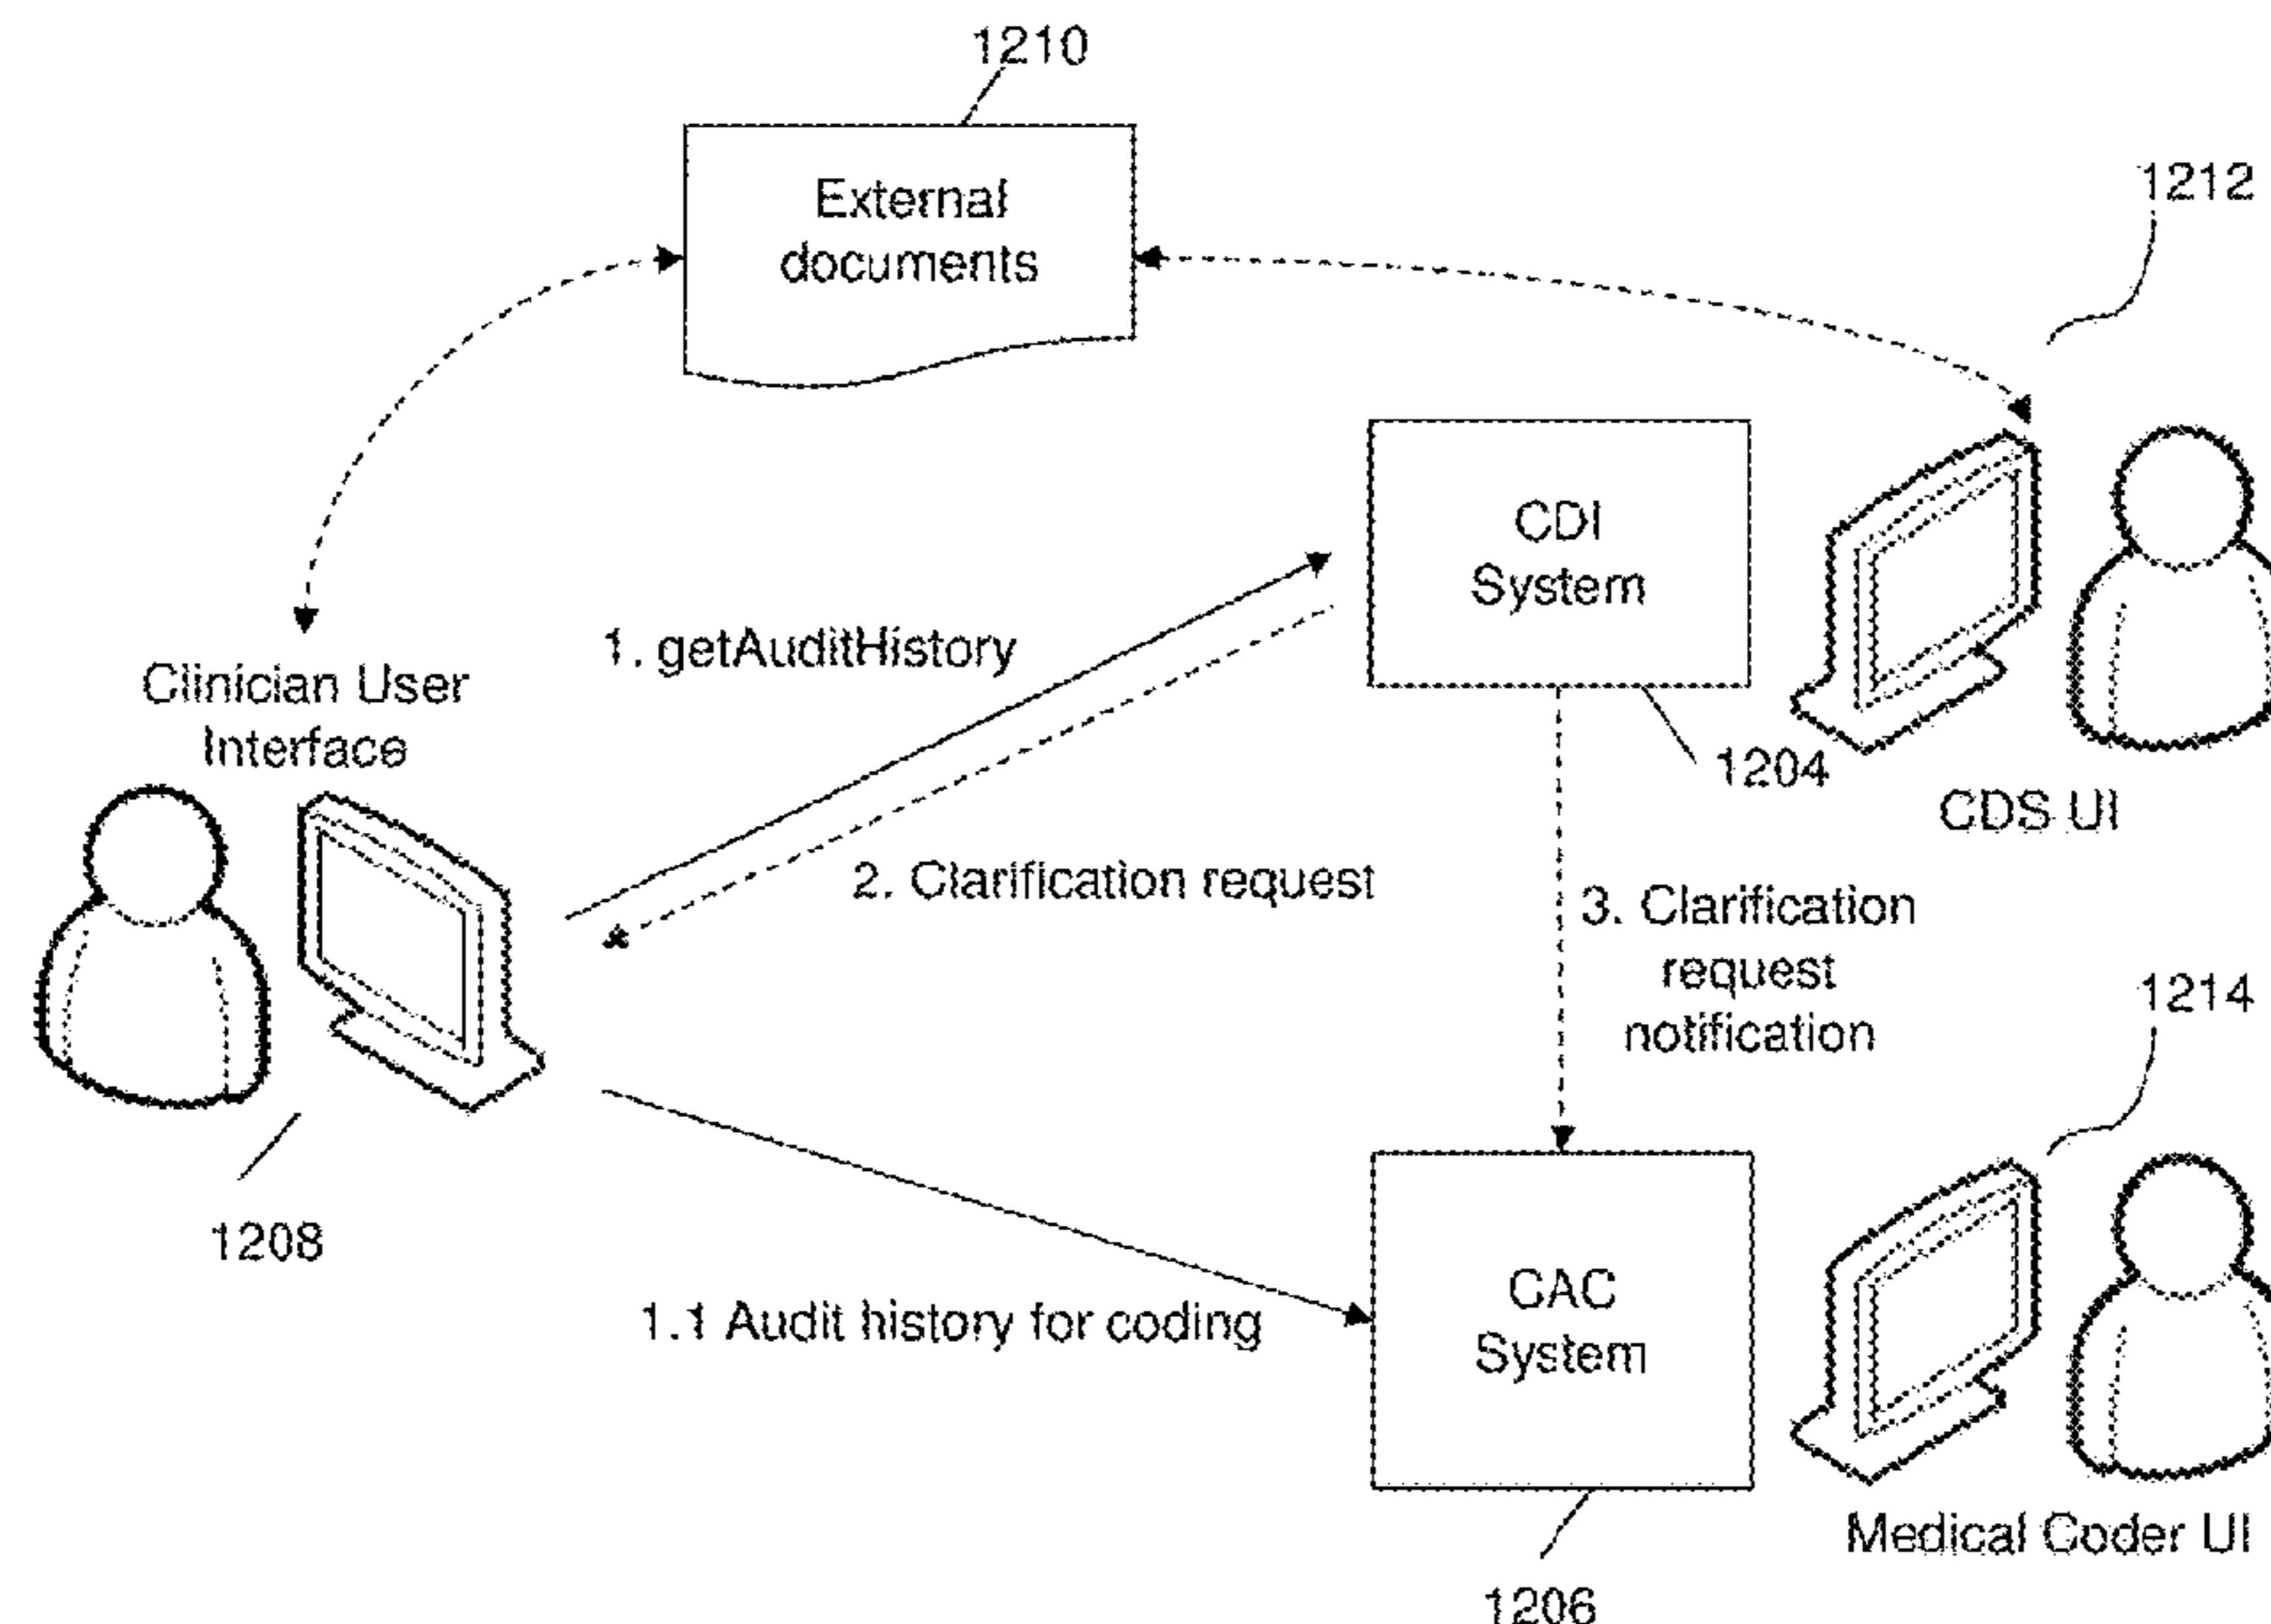 1210
External
documents
1212
CDI
System
1. getAuditHistory
Clinician User
Interface
1204
CDS UI
2. Clarification request
3. Clarification
request
notification
1214
1208
CAC
System
1.1 Audit history for coding
Medical Coder UI
1206